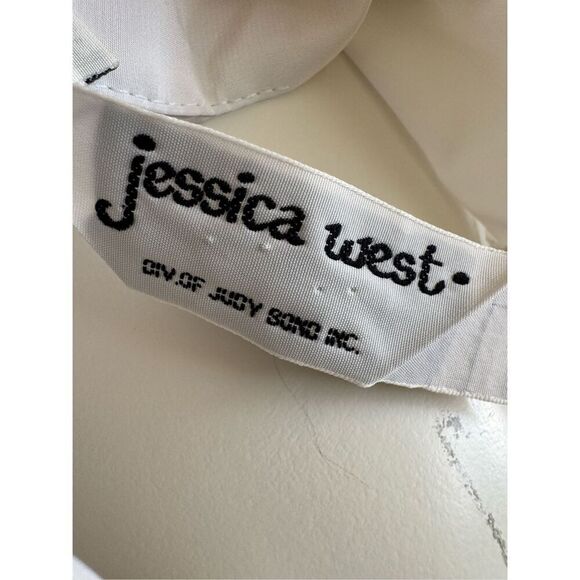 jessica west.
DIV. OF JUDY BOND INC.